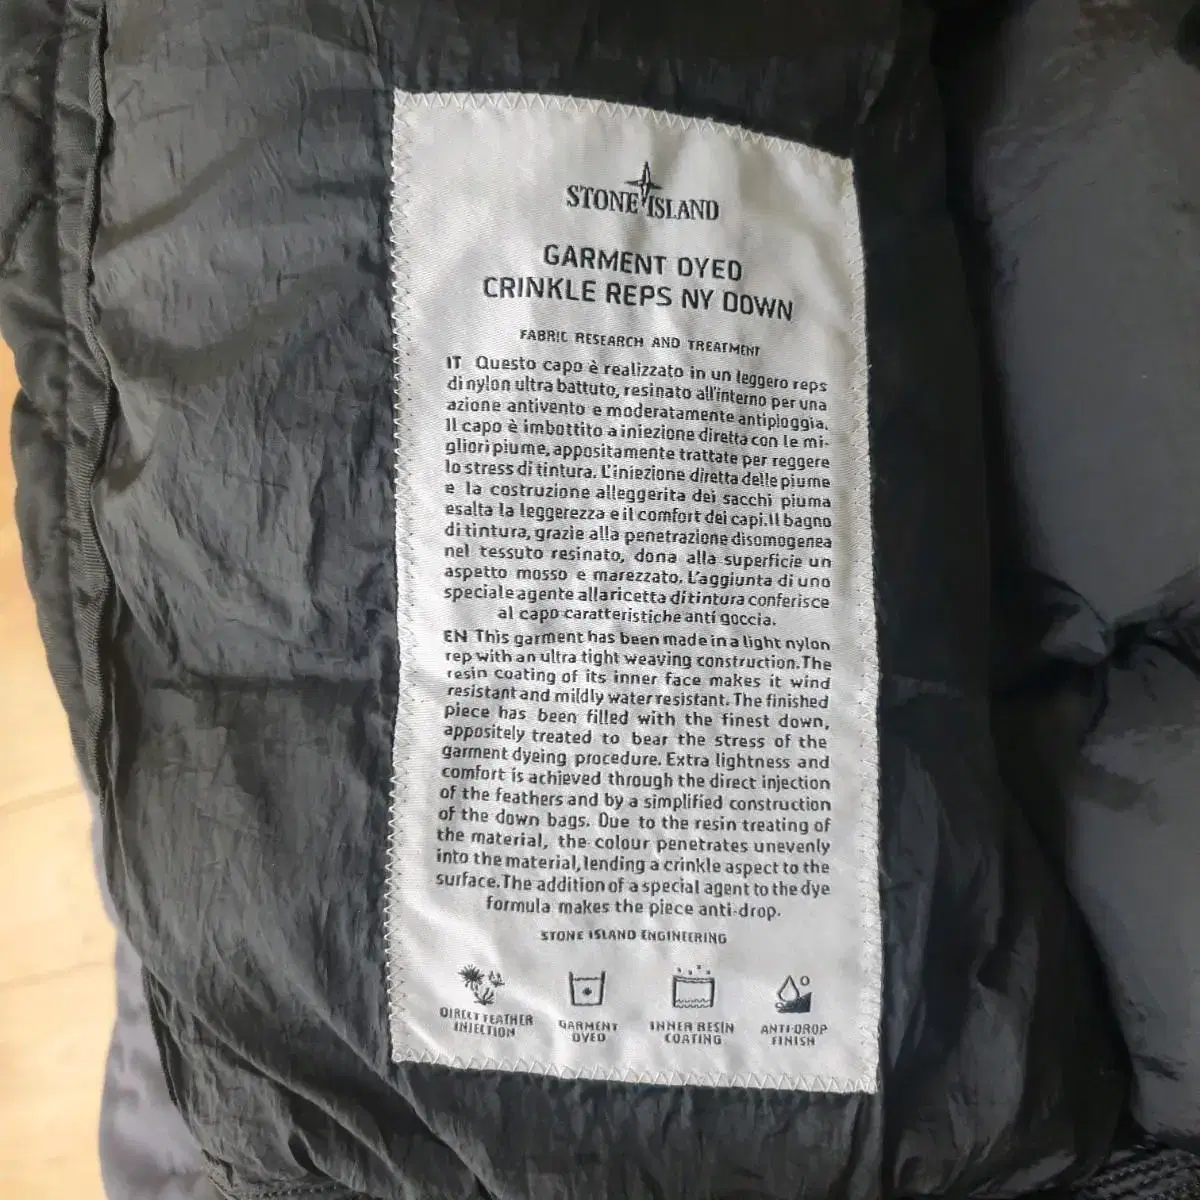 STONE ISLAND
GARMENT DYED
CRINKLE REPS NY DOWN
FABRIC RESEARCH AND TREATMENT
IT Questo capo è realizzato in un leggero reps
di nylon ultra battuto, resinato all'interno per una
azione antivento e moderatamente antipioggia.
Il capo è imbottito a iniezione diretta con le mi-
gliori piume, appositamente trattate per reggere
lo stress di tintura. L'iniezione diretta delle piume
e la costruzione alleggerita dei sacchi piuma
esalta la leggerezza e il comfort dei capi. Il bagno
di tintura, grazie alla penetrazione disomogenea
nel tessuto resinato, dona alla superficie un
aspetto mosso e marezzato. L'aggiunta di uno
speciale agente alla ricetta di tintura conferisce
al capo caratteristiche anti goccia.
EN This garment has been made in a light nylon
rep with an ultra tight weaving construction. The
resin coating of its inner face makes it wind
resistant and mildly water resistant. The finished
piece has been filled with the finest down,
appositely treated to bear the stress of the
garment dyeing procedure. Extra lightness and
comfort is achieved through the direct injection
of the feathers and by a simplified construction
of the down bags. Due to the resin treating of
the material, the colour penetrates unevenly
into the material, lending a crinkle aspect to the
surface. The addition of a special agent to the dye
formula makes the piece anti-drop.
STONE ISLAND ENGINEERING
DIRECT FEATHER
INJECTION
GARMENT
DYED
INNER RESIN
COATING
ANTI-DROP
FINISH